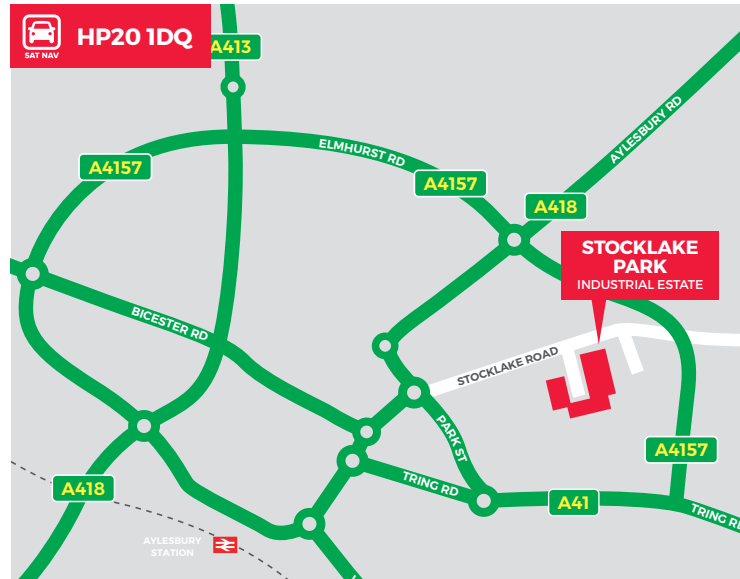 HP20 1DQ
SAT NAV
A413
ELMHURST RD
AYLESBURY RD
A4157
A4157
A418
STOCKLAKE
PARK
INDUSTRIAL ESTATE
BICESTER RD
STOCKLAKE ROAD
PARK ST
A4157
TRING RD
A418
A41
TRING RD
AYLESBURY
STATION